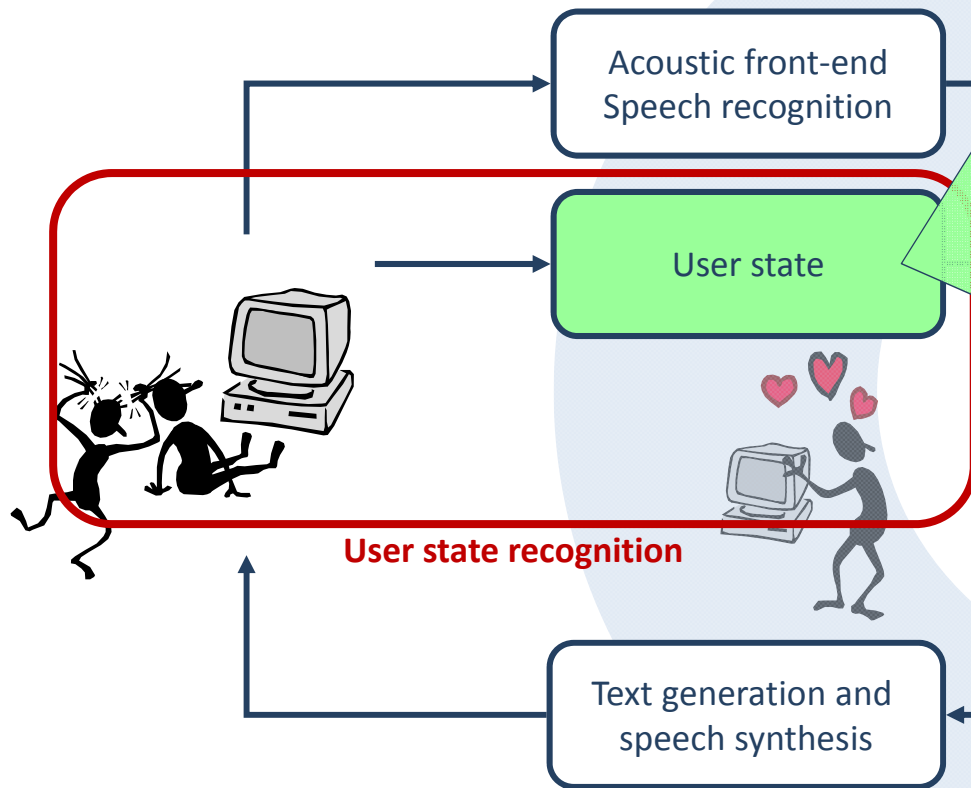 Acoustic front-end
Speech recognition
User state
User state recognition
Text generation and
speech synthesis